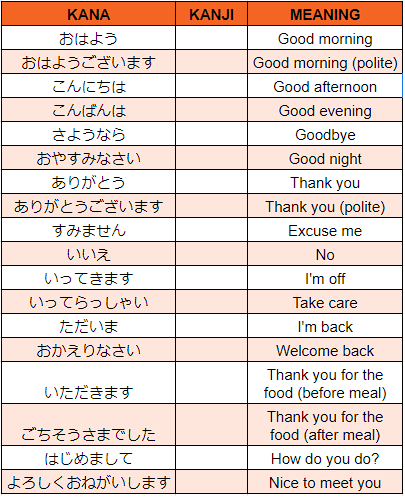 KANA KANJI MEANING
おはよう Good morning
おはようございます Good morning (polite)
こんにちは Good afternoon
こんばんは Good evening
さようなら Goodbye
おやすみなさい Good night
ありがとう Thank you
ありがとうございます Thank you (polite)
すみません Excuse me
いいえ No
いってきます I'm off
いってらっしゃい Take care
ただいま I'm back
おかえりなさい Welcome back
いただきます Thank you for the
food (before meal)
ごちそうさまでした Thank you for the
food (after meal)
はじめまして How do you do?
よろしくおねがいします Nice to meet you